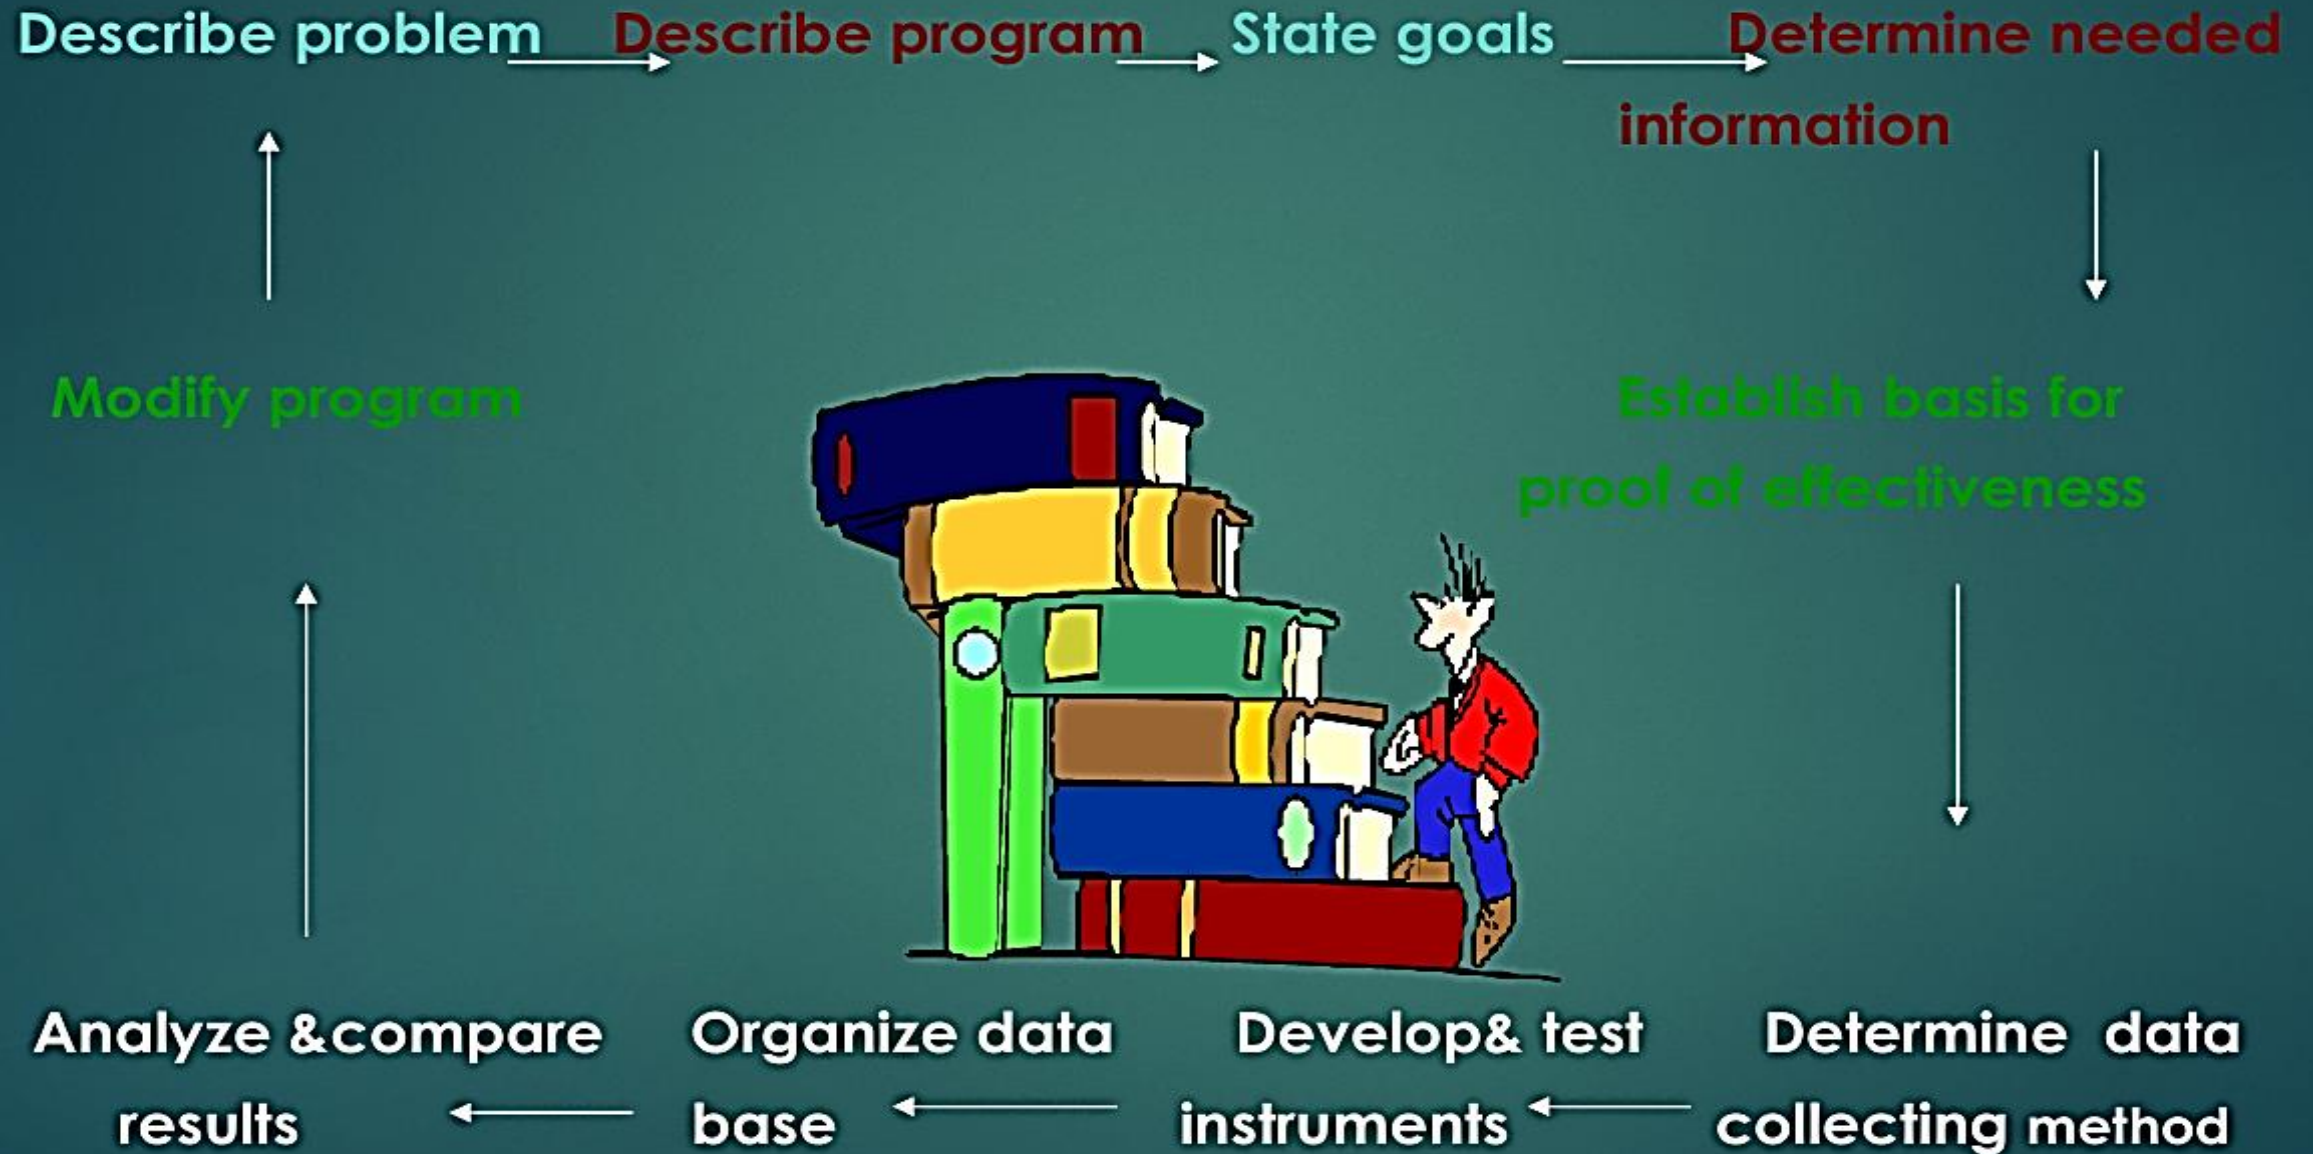 Describe problem Describe program State goals Determine needed
information
Modify program Establish basis for
proof of effectiveness
Analyze &compare Organize data Develop& test Determine data
results base instruments collecting method